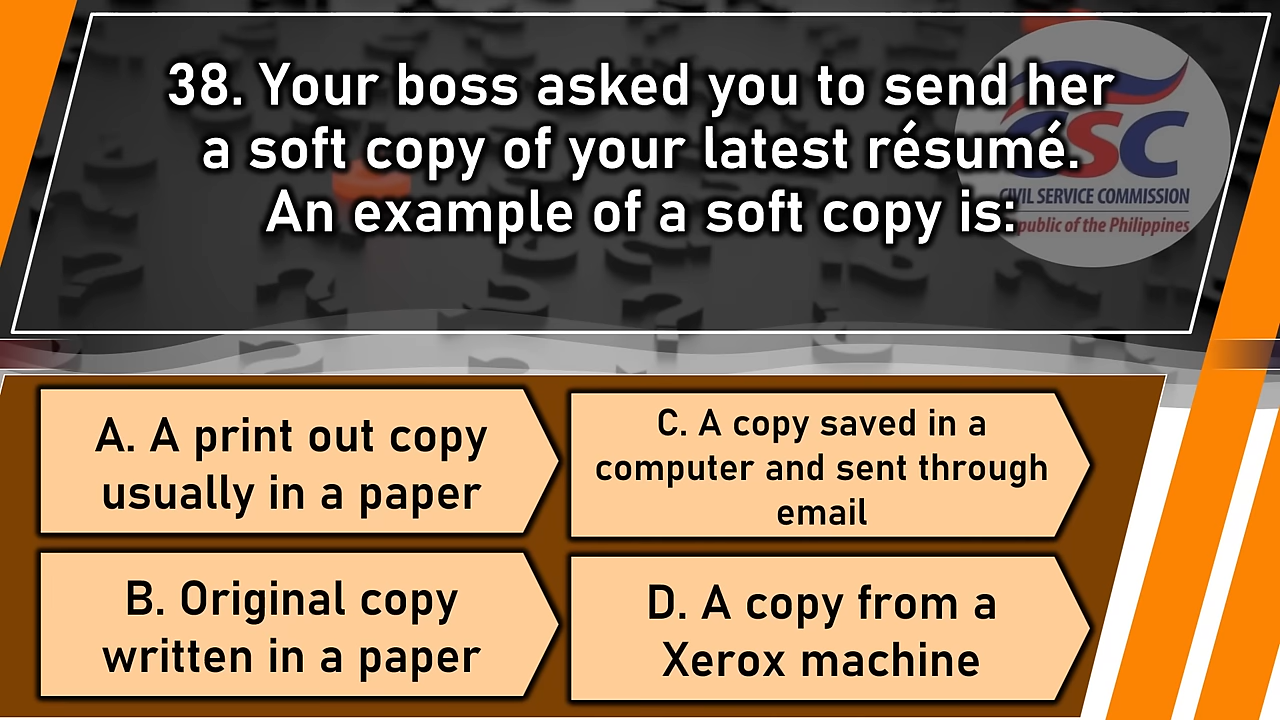 38. Your boss asked you to send her
a soft copy of your latest résumé.
An example of a soft copy is:
CSC
CIVIL SERVICE COMMISSION
public of the Philippines
A. A print out copy
usually in a paper
B. Original copy
written in a paper
C. A copy saved in a
computer and sent through
email
D. A copy from a
Xerox machine